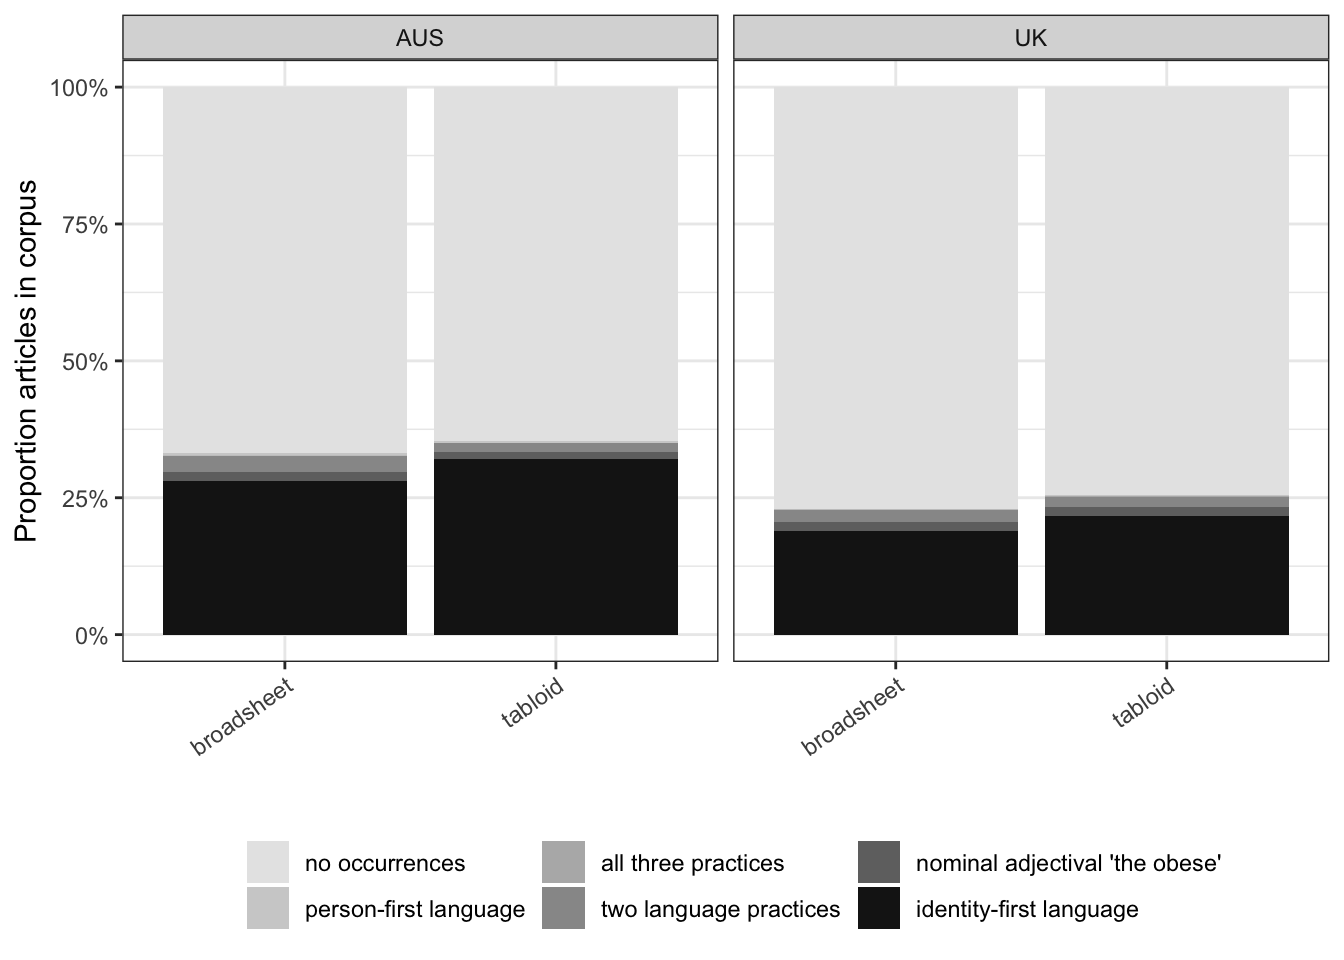 AUS
UK
Proportion articles in corpus
100%
75%
50%
25%
0%
broadsheet
tabloid
broadsheet
tabloid
no occurrences
all three practices
nominal adjectival 'the obese'
person-first language
two language practices
identity-first language